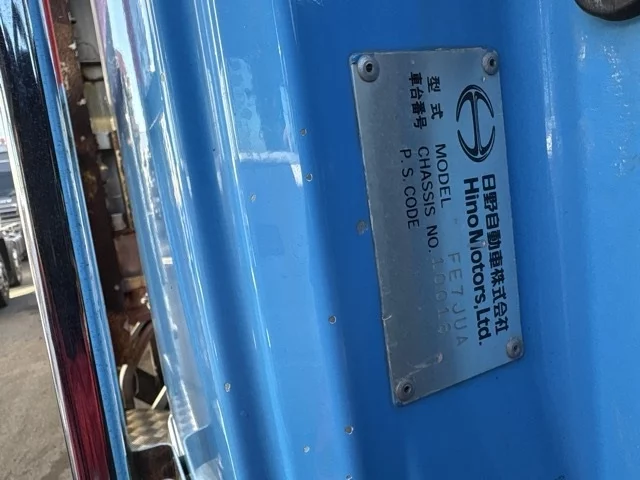 日野自動車株式会社
Hino Motors, Ltd.
型式 MODEL FE7JUA
車台番号 CHASSIS NO.
P.S.CODE